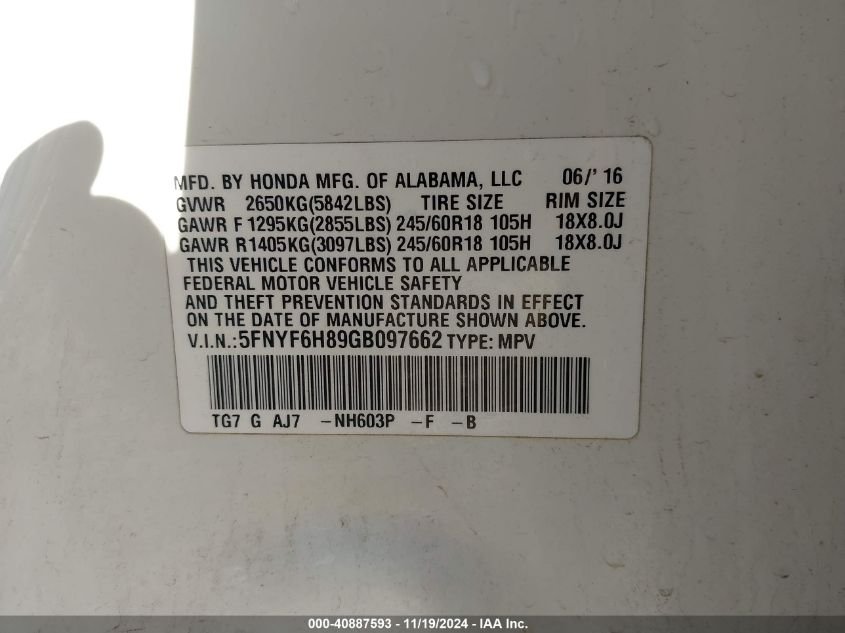 MFD. BY HONDA MFG. OF ALABAMA, LLC 06/' 16
GVWR 2650KG(5842LBS) TIRE SIZE RIM SIZE
GAWR F 1295KG(2855LBS) 245/60R18 105H 18X8.0J
GAWR R 1405KG(3097LBS) 245/60R18 105H 18X8.0J
THIS VEHICLE CONFORMS TO ALL APPLICABLE
FEDERAL MOTOR VEHICLE SAFETY
AND THEFT PREVENTION STANDARDS IN EFFECT
ON THE DATE OF MANUFACTURE SHOWN ABOVE.
V.I.N.:5FNYF6H89GB097662 TYPE: MPV
TG7 G AJ7 -NH603P -F -B
000-40887593 - 11/19/2024 - IAA Inc.